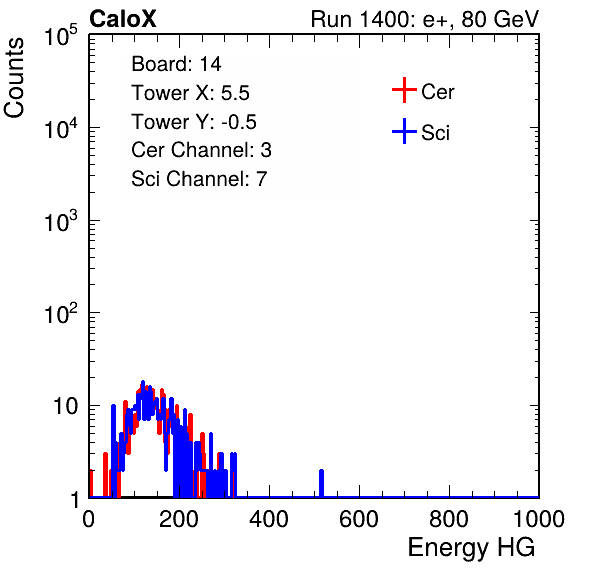 CaloX Run 1400: e+, 80 GeV
Counts
10^5
10^4
10^3
10^2
10
1
Board: 14
Tower X: 5.5
Tower Y: -0.5
Cer Channel: 3
Sci Channel: 7
Cer
Sci
0 200 400 600 800 1000
Energy HG